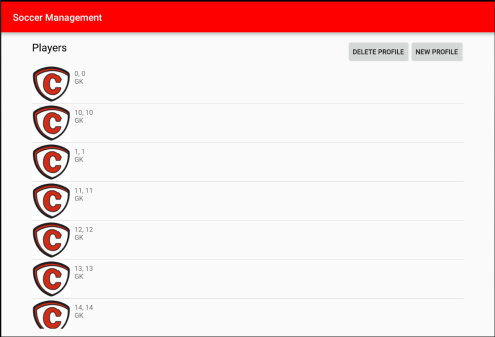 Soccer Management
Players
DELETE PROFILE
NEW PROFILE
C
0, 0
GK
C
10, 10
GK
C
1, 1
GK
C
11, 11
GK
C
12, 12
GK
C
13, 13
GK
C
14, 14
GK